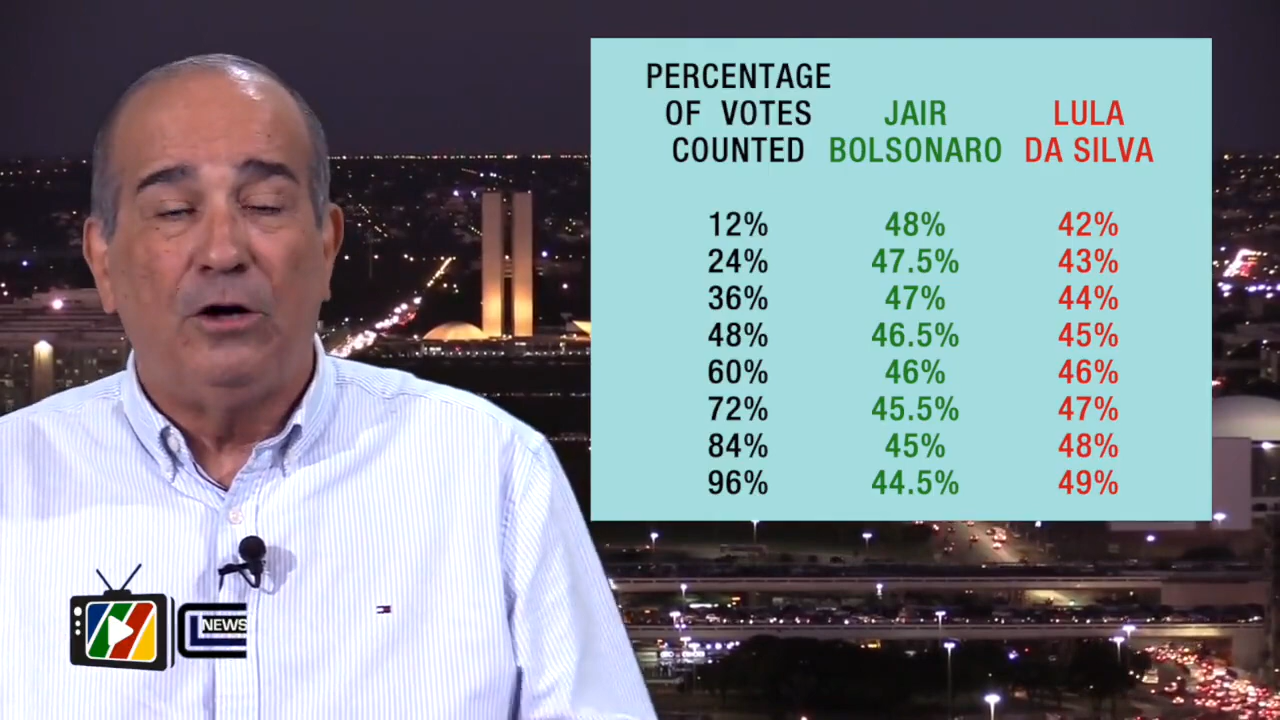 PERCENTAGE
OF VOTES JAIR LULA
COUNTED BOLSONARO DA SILVA
12% 48% 42%
24% 47.5% 43%
36% 47% 44%
48% 46.5% 45%
60% 46% 46%
72% 45.5% 47%
84% 45% 48%
96% 44.5% 49%
NEWS